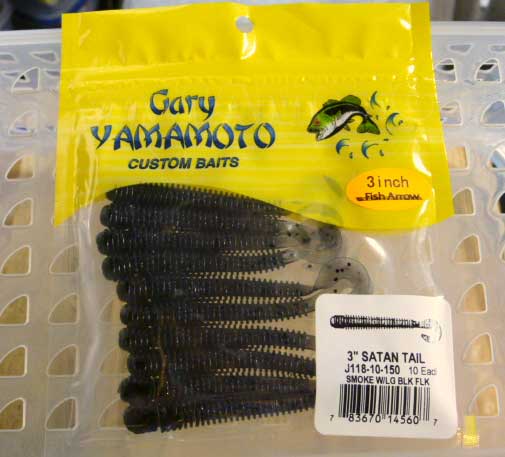 Gary
YAMAMOTO
CUSTOM BAITS
3inch
Fish Arrow
3" SATAN TAIL
J118-10-150 10 Each
SMOKE W/LG BLK FLK
7 83670 14560 7